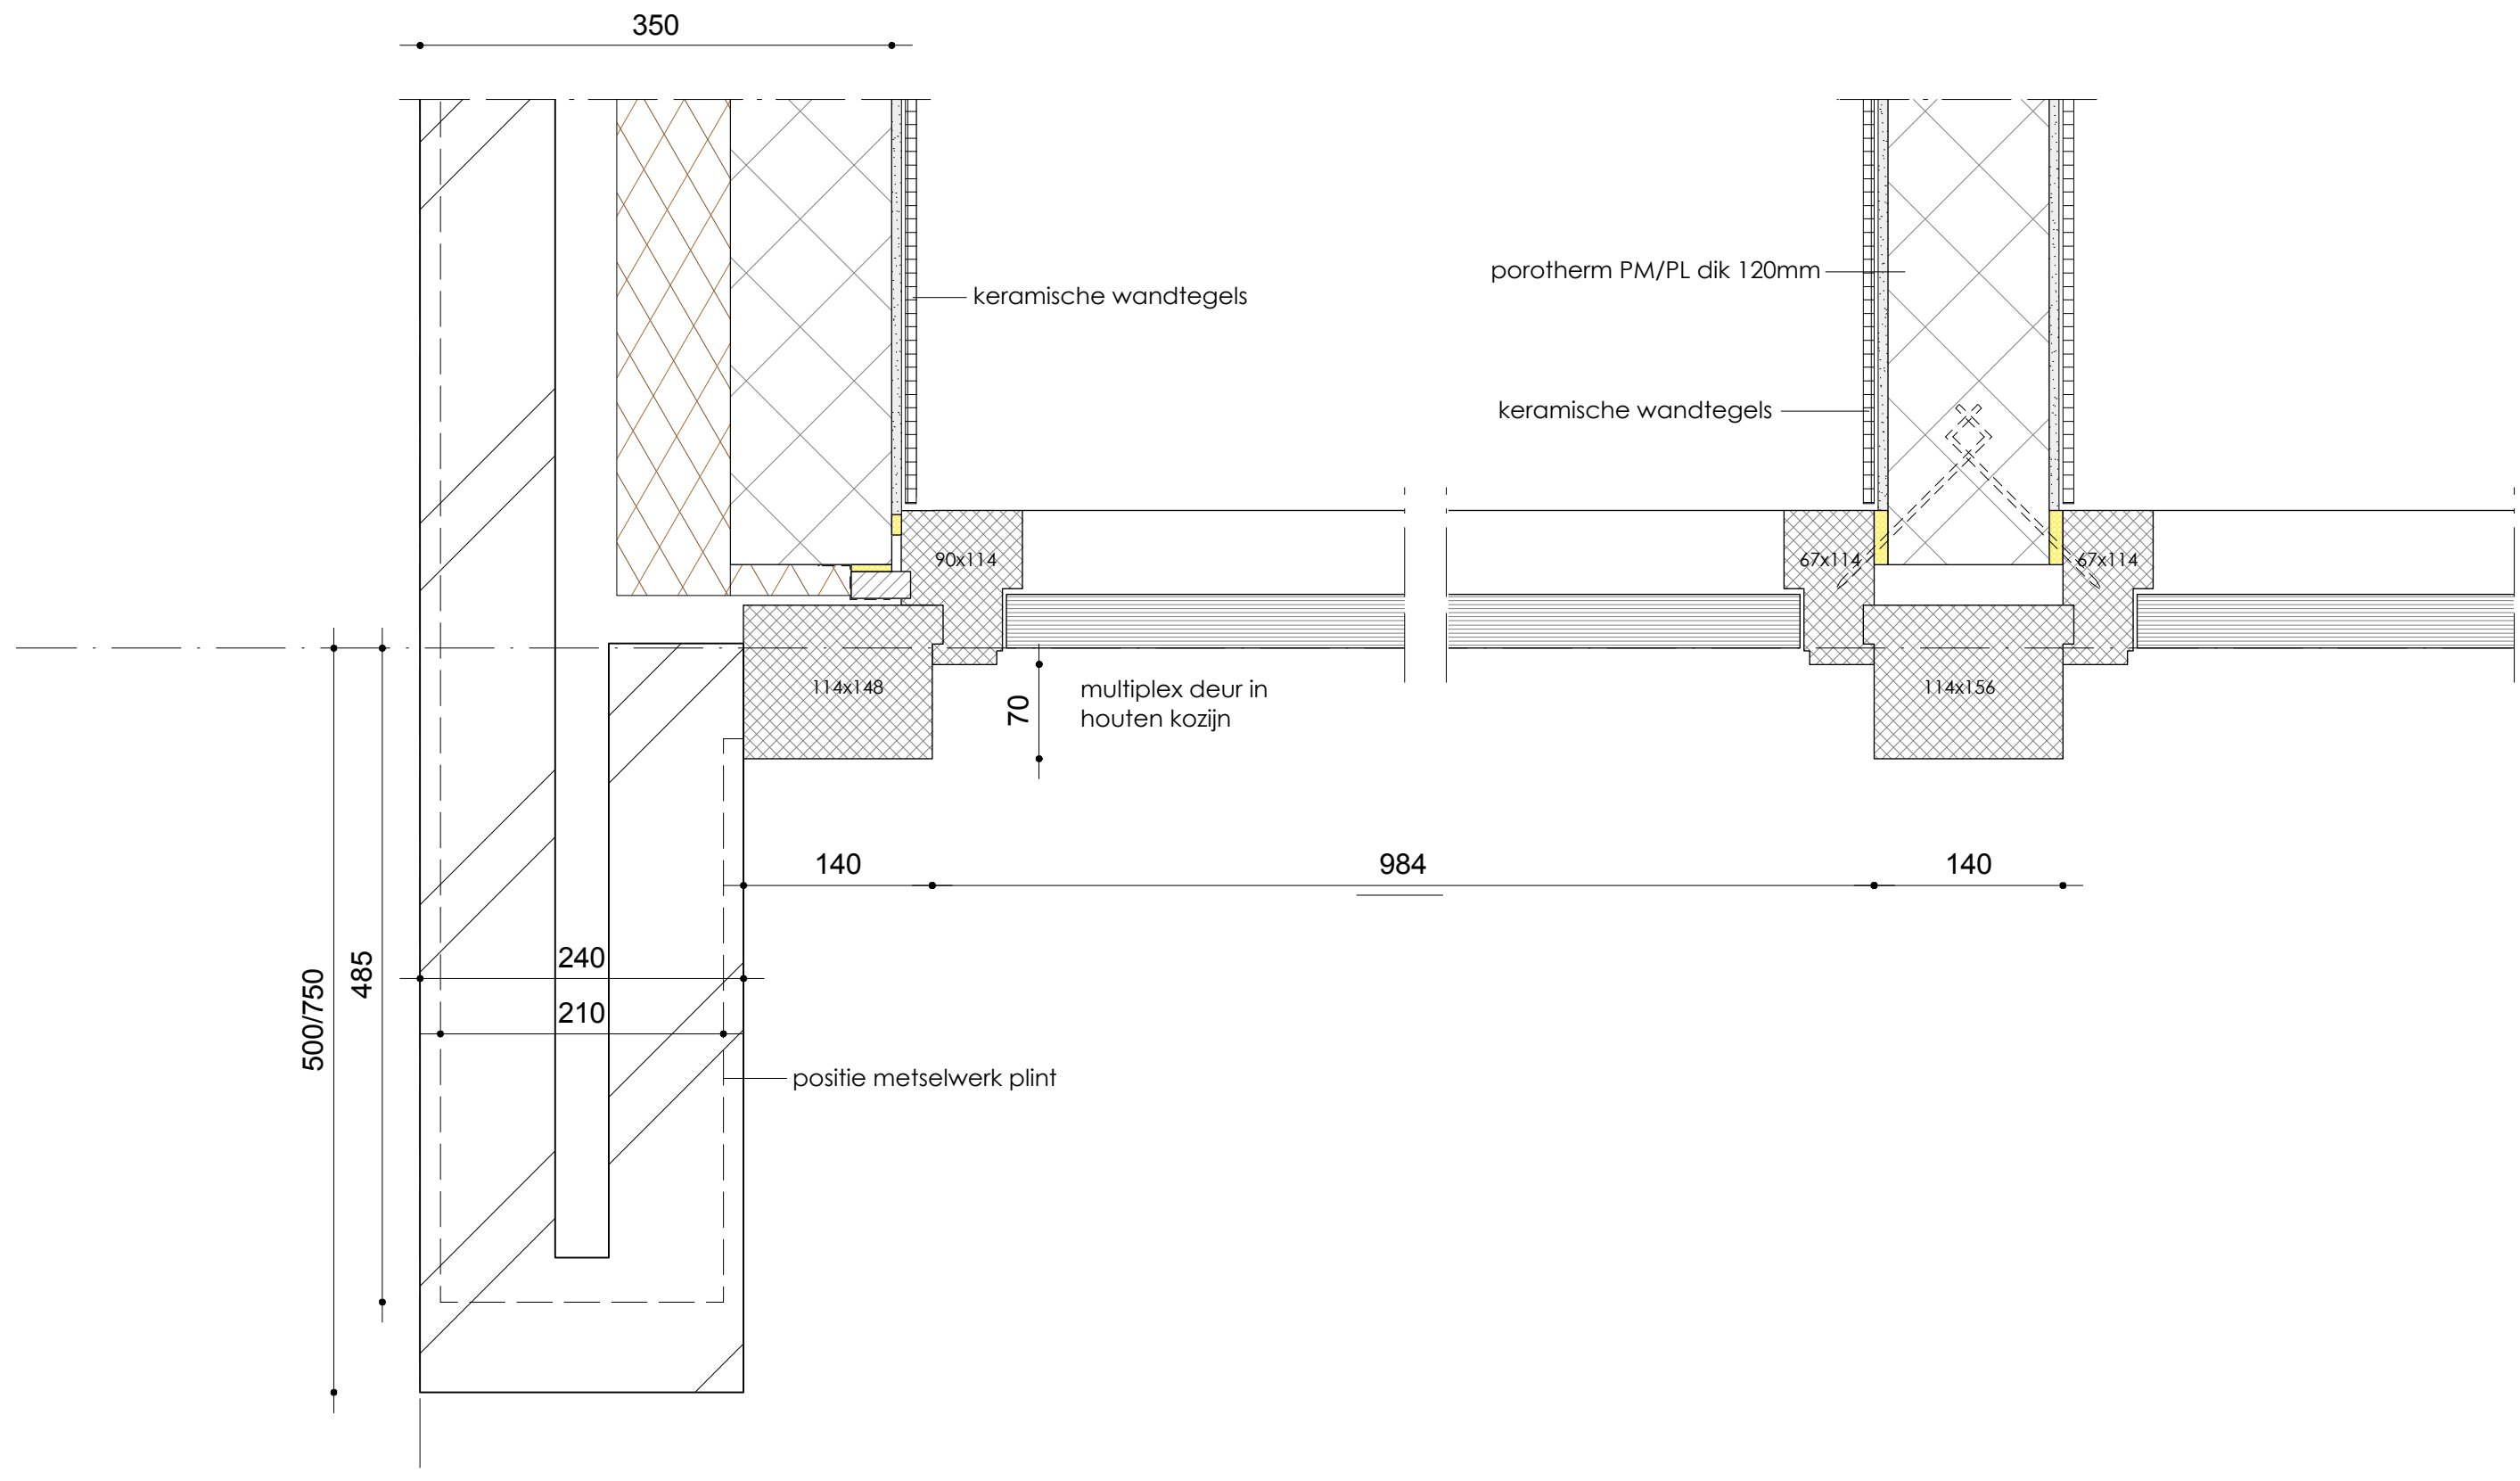 350
keramische wandtegels
porotherm PM/PL dik 120mm
keramische wandtegels
90x114
67x114
67x114
114x148
70
multiplex deur in
houten kozijn
114x156
140
984
140
500/750
485
240
210
positie metselwerk plint